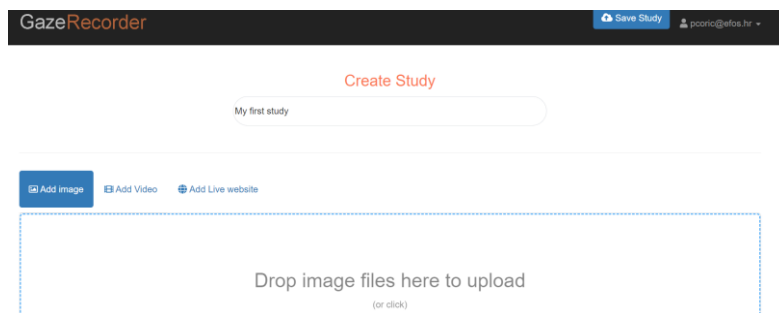 GazeRecorder
Save Study
pcoric@efos.hr
Create Study
My first study
Add image
Add Video
Add Live website
Drop image files here to upload
(or click)